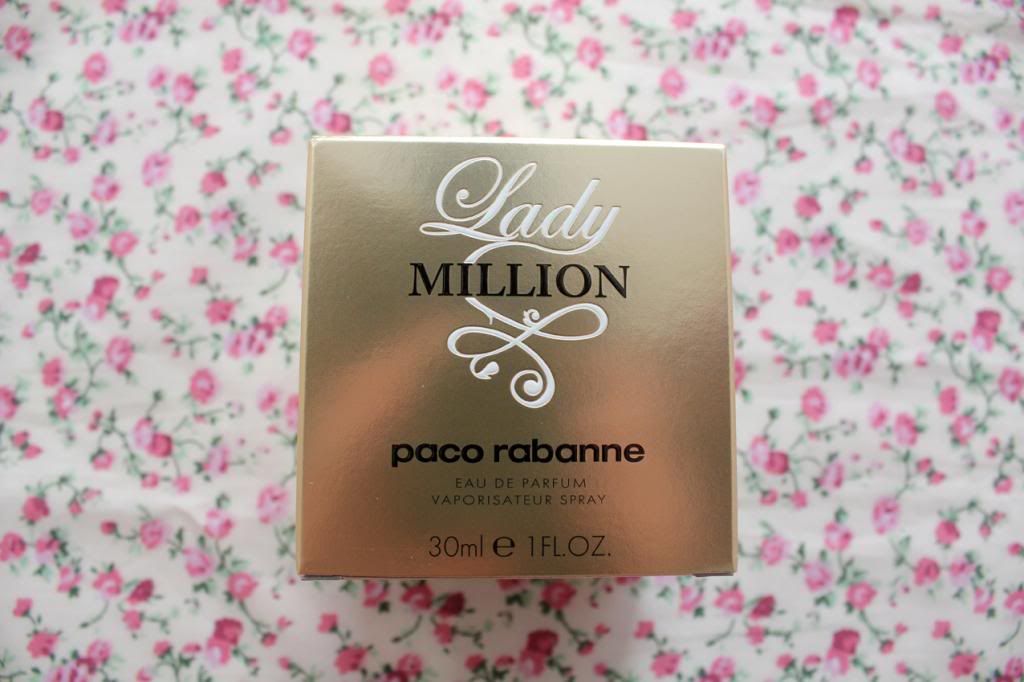 Lady
MILLION
paco rabanne
EAU DE PARFUM
VAPORISATEUR SPRAY
30ml ℮ 1FL.OZ.